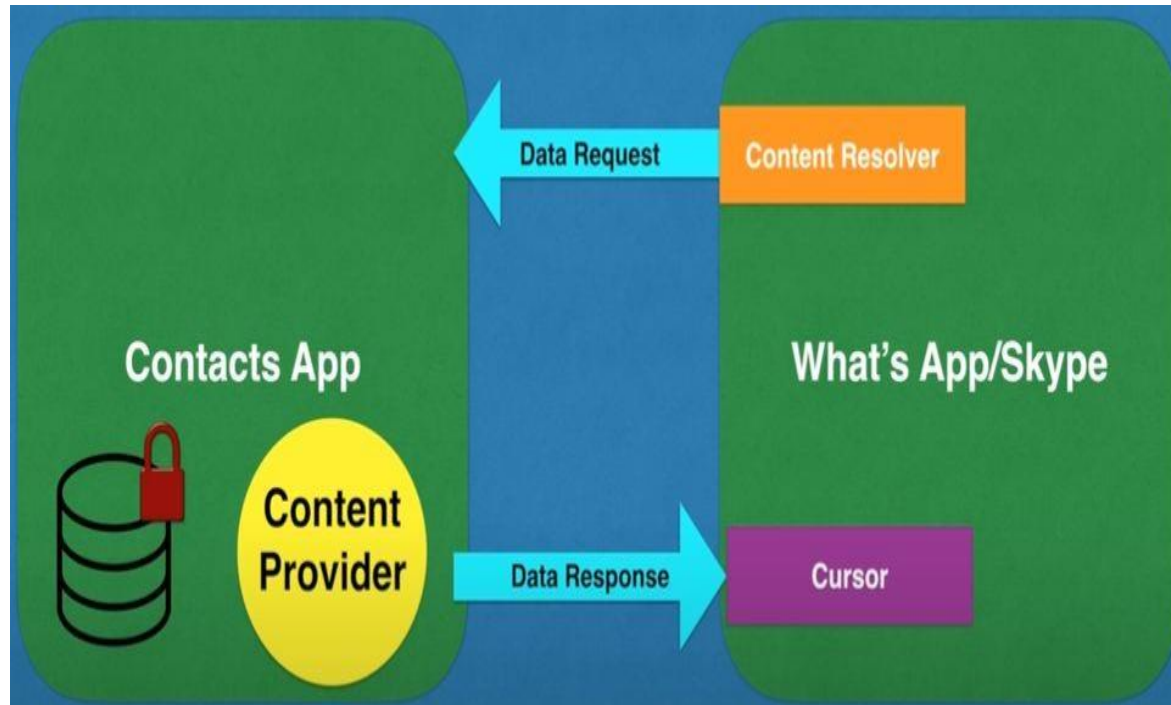 Data Request
Content Resolver
Contacts App
What's App/Skype
Content
Provider
Data Response
Cursor